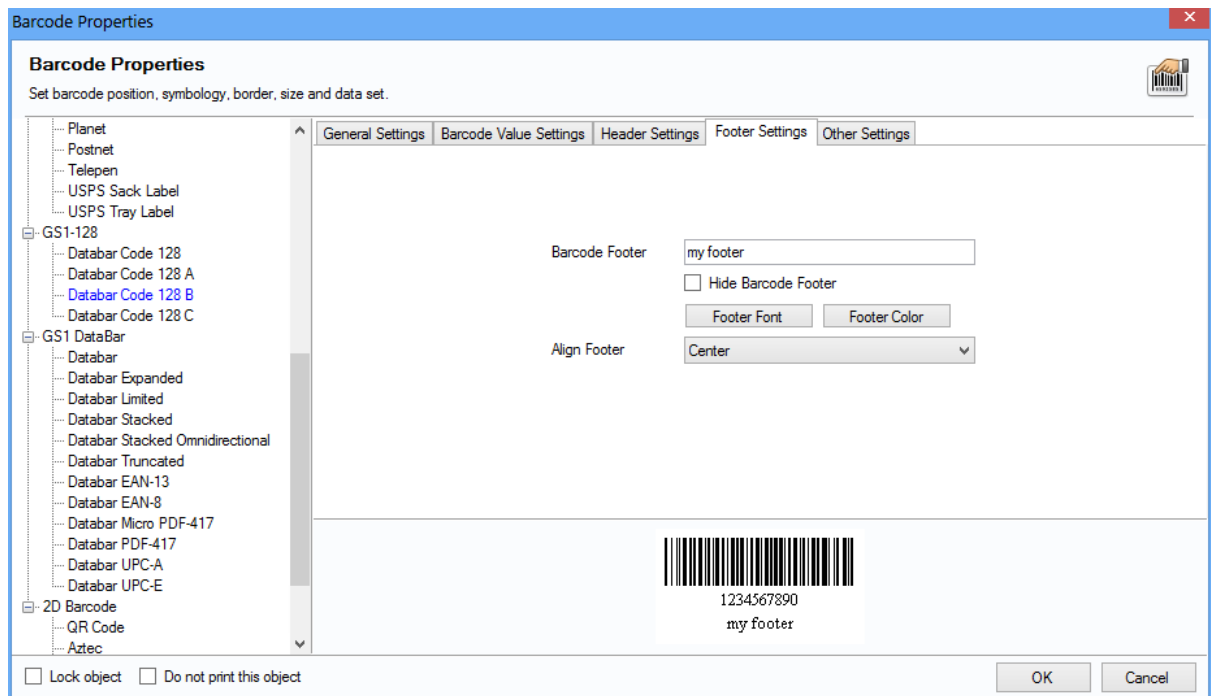 Barcode Properties
Barcode Properties
Set barcode position, symbology, border, size and data set.
Planet
Postnet
Telepen
USPS Sack Label
USPS Tray Label
GS1-128
Databar Code 128
Databar Code 128 A
Databar Code 128 B
Databar Code 128 C
GS1 DataBar
Databar
Databar Expanded
Databar Limited
Databar Stacked
Databar Stacked Omnidirectional
Databar Truncated
Databar EAN-13
Databar EAN-8
Databar Micro PDF-417
Databar PDF-417
Databar UPC-A
Databar UPC-E
2D Barcode
QR Code
Aztec
General Settings Barcode Value Settings Header Settings Footer Settings Other Settings
Barcode Footer my footer
Hide Barcode Footer
Footer Font Footer Color
Align Footer Center
1234567890
my footer
Lock object Do not print this object OK Cancel